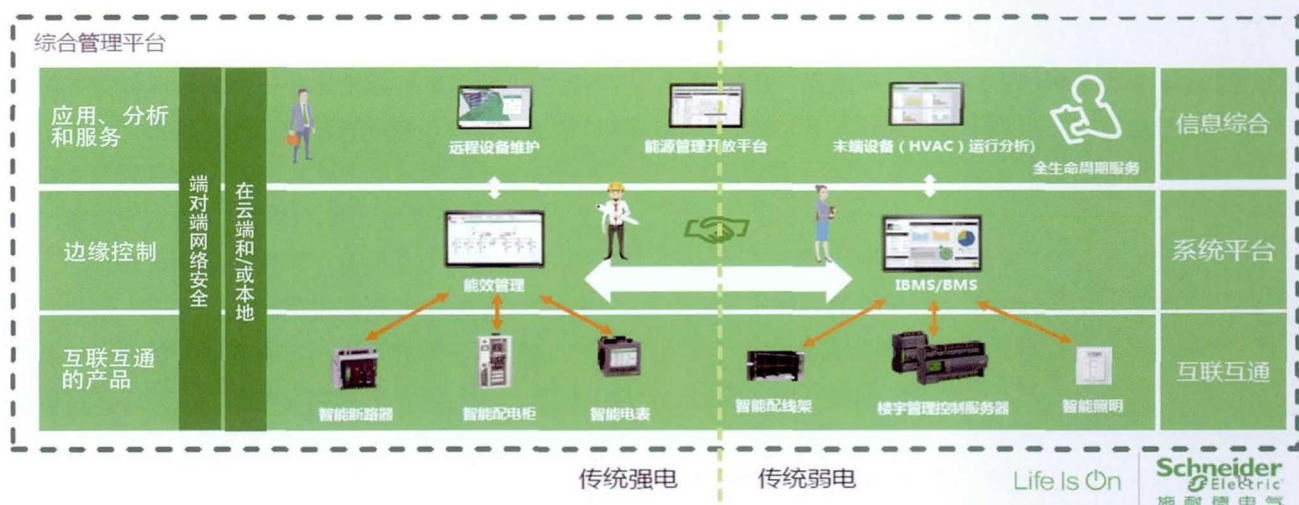 综合管理平台
应用、分析
和服务
远程设备维护
能源管理开放平台
末端设备（HVAC）运行分析)
全生命周期服务
信息综合
端对端网络安全
在云端和/或本地
边缘控制
能效管理
IBMS/BMS
系统平台
互联互通
的产品
智能断路器
智能配电柜
智能电表
智能配线架
楼宇管理控制服务器
智能照明
互联互通
传统强电
传统弱电
Life Is On
Schneider
Electric
施耐德电气